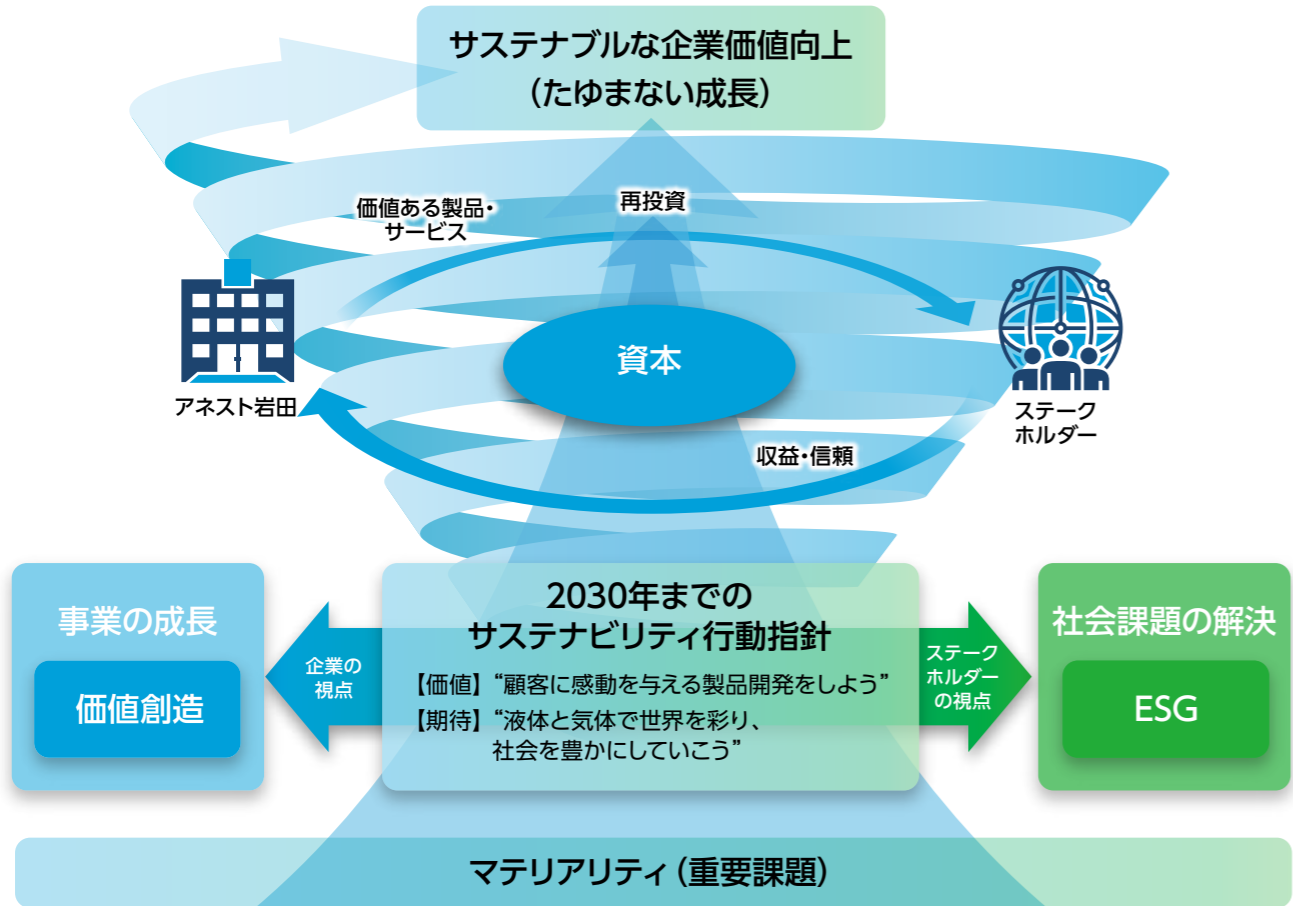 サステナブルな企業価値向上
（たゆまない成長）
価値ある製品・
サービス
再投資
資本
アネスト岩田
ステーク
ホルダー
収益・信頼
事業の成長
価値創造
企業の
視点
2030年までの
サステナビリティ行動指針
【価値】“顧客に感動を与える製品開発をしよう”
【期待】“液体と気体で世界を彩り、
社会を豊かにしていこう”
ステーク
ホルダー
の視点
社会課題の解決
ESG
マテリアリティ（重要課題）